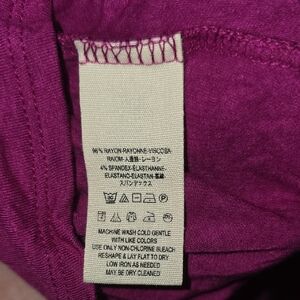 96% RAYON-RAYONNE-VISCOSA
RAION-人造絲-レーヨン
4% SPANDEX-ELASTHANNE-
ELASTANO-ELASTAN-
スパンデックス
MACHINE WASH COLD GENTLE
WITH LIKE COLORS
USE ONLY NON-CHLORINE BLEACH
RESHAPE & LAY FLAT TO DRY
LOW IRON AS NEEDED
MAY BE DRY CLEANED